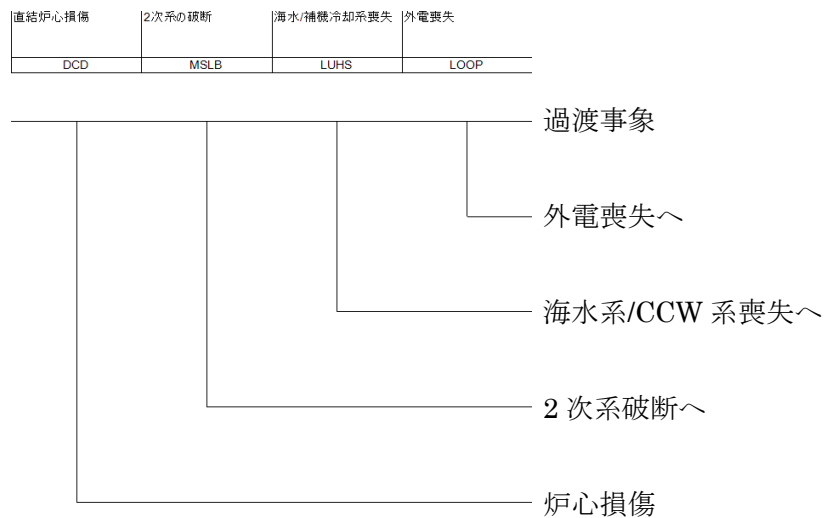 直結炉心損傷
2次系の破断
海水/補機冷却系喪失
外電喪失
DCD
MSLB
LUHS
LOOP
過渡事象
外電喪失へ
海水系/CCW 系喪失へ
2 次系破断へ
炉心損傷